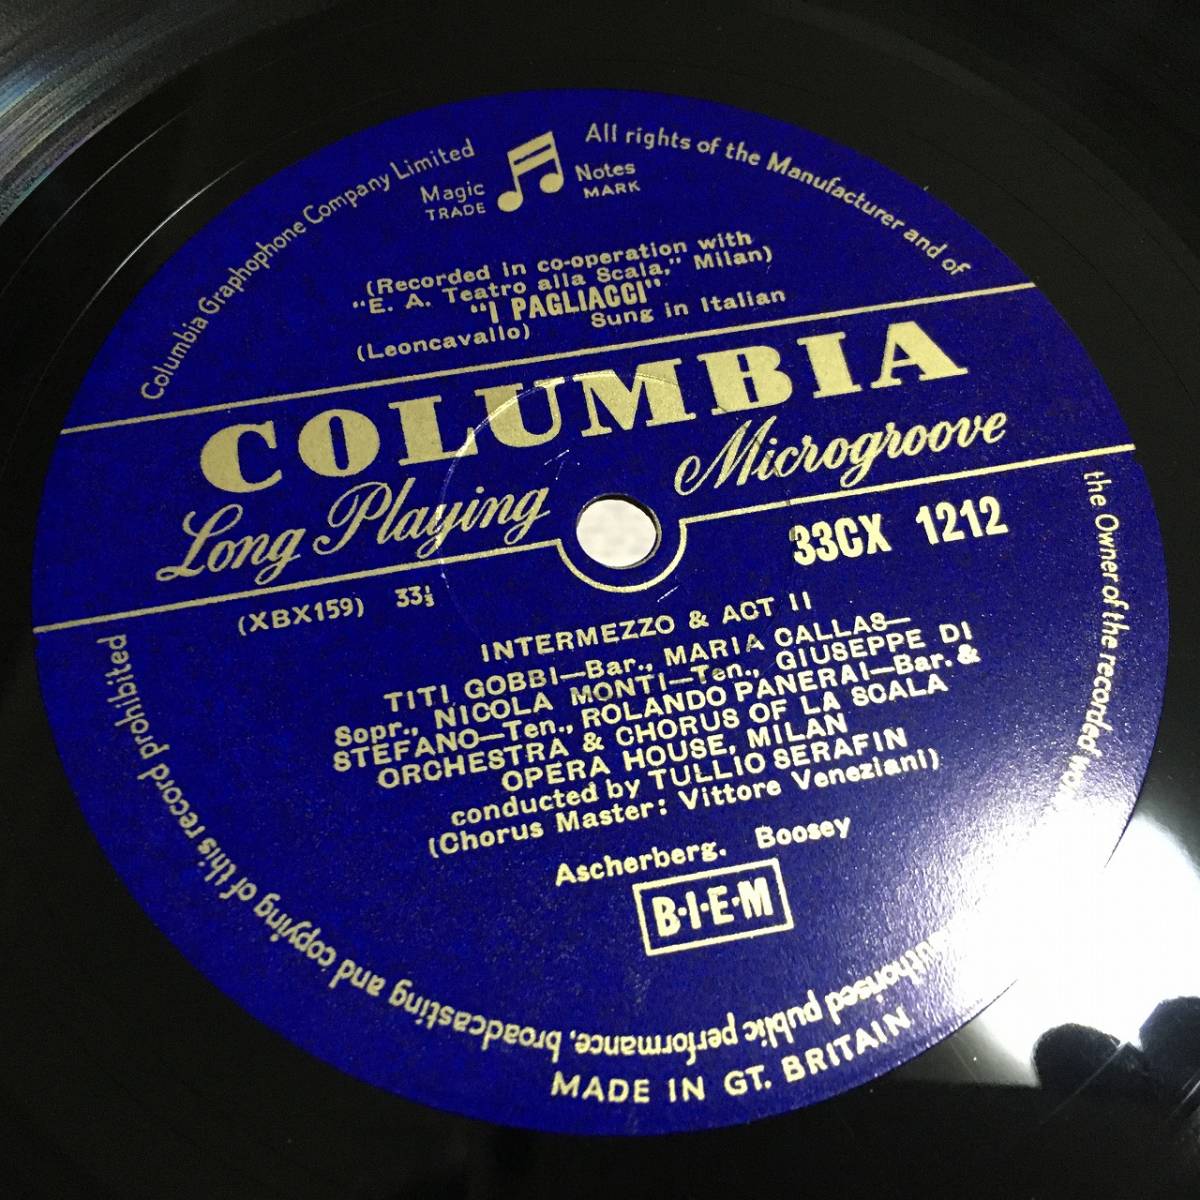 Columbia Graphophone Company Limited
All rights of the Manufacturer and of
the Owner of the recorded work
public performance, broadcasting and copying of this record prohibited
Magic Notes
TRADE MARK
(Recorded in co-operation with
"E. A. Teatro alla Scala," Milan)
"I PAGLIACCI"
(Leoncavallo) Sung in Italian
COLUMBIA
Long Playing Microgroove
33CX 1212
(XBX159) 33⅓
INTERMEZZO & ACT II
TITI GOBBI—Bar., MARIA CALLAS—
Sopr., NICOLA MONTI—Ten., GIUSEPPE DI
STEFANO—Ten., ROLANDO PANERAI—Bar. &
ORCHESTRA & CHORUS OF LA SCALA
OPERA HOUSE, MILAN
conducted by TULLIO SERAFIN
(Chorus Master: Vittore Veneziani)
Ascherberg. Boosey
B·I·E·M
MADE IN GT. BRITAIN